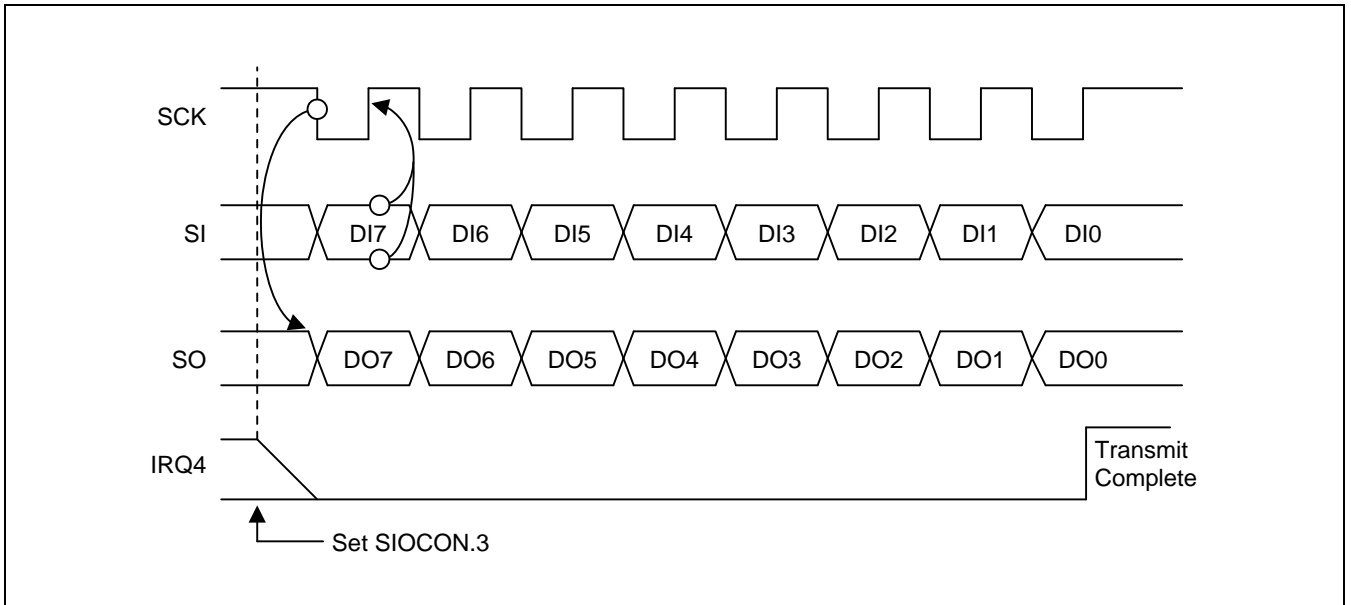 SCK
SI
DI7 DI6 DI5 DI4 DI3 DI2 DI1 DI0
SO
DO7 DO6 DO5 DO4 DO3 DO2 DO1 DO0
IRQ4
Transmit
Complete
Set SIOCON.3